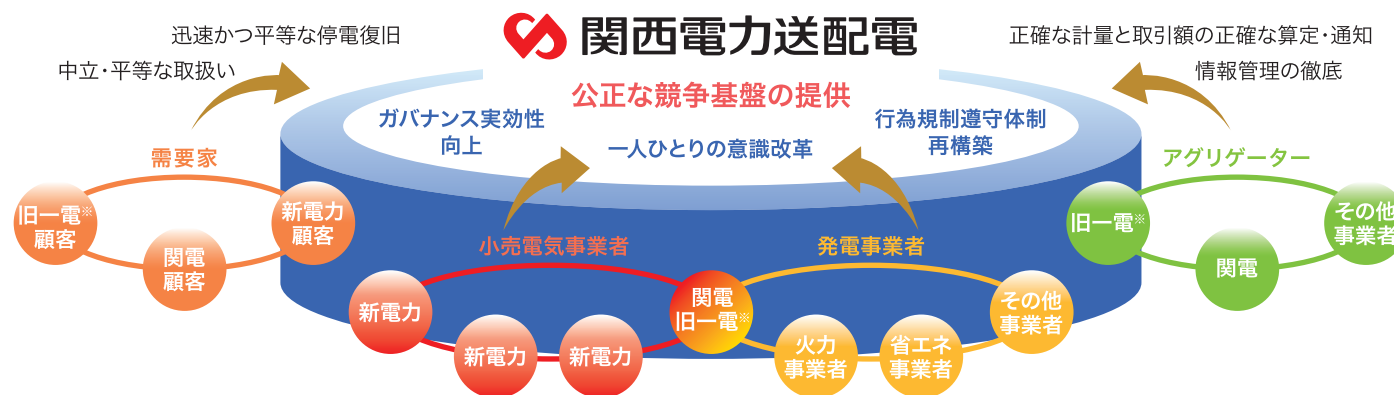 迅速かつ平等な停電復旧
中立・平等な取扱い
関西電力送配電
正確な計量と取引額の正確な算定・通知
情報管理の徹底
公正な競争基盤の提供
ガバナンス実効性
向上
一人ひとりの意識改革
行為規制遵守体制
再構築
需要家
旧一電※
顧客
関電
顧客
新電力
顧客
小売電気事業者
新電力
新電力
新電力
関電
旧一電※
発電事業者
火力
事業者
省エネ
事業者
その他
事業者
アグリゲーター
旧一電※
関電
その他
事業者